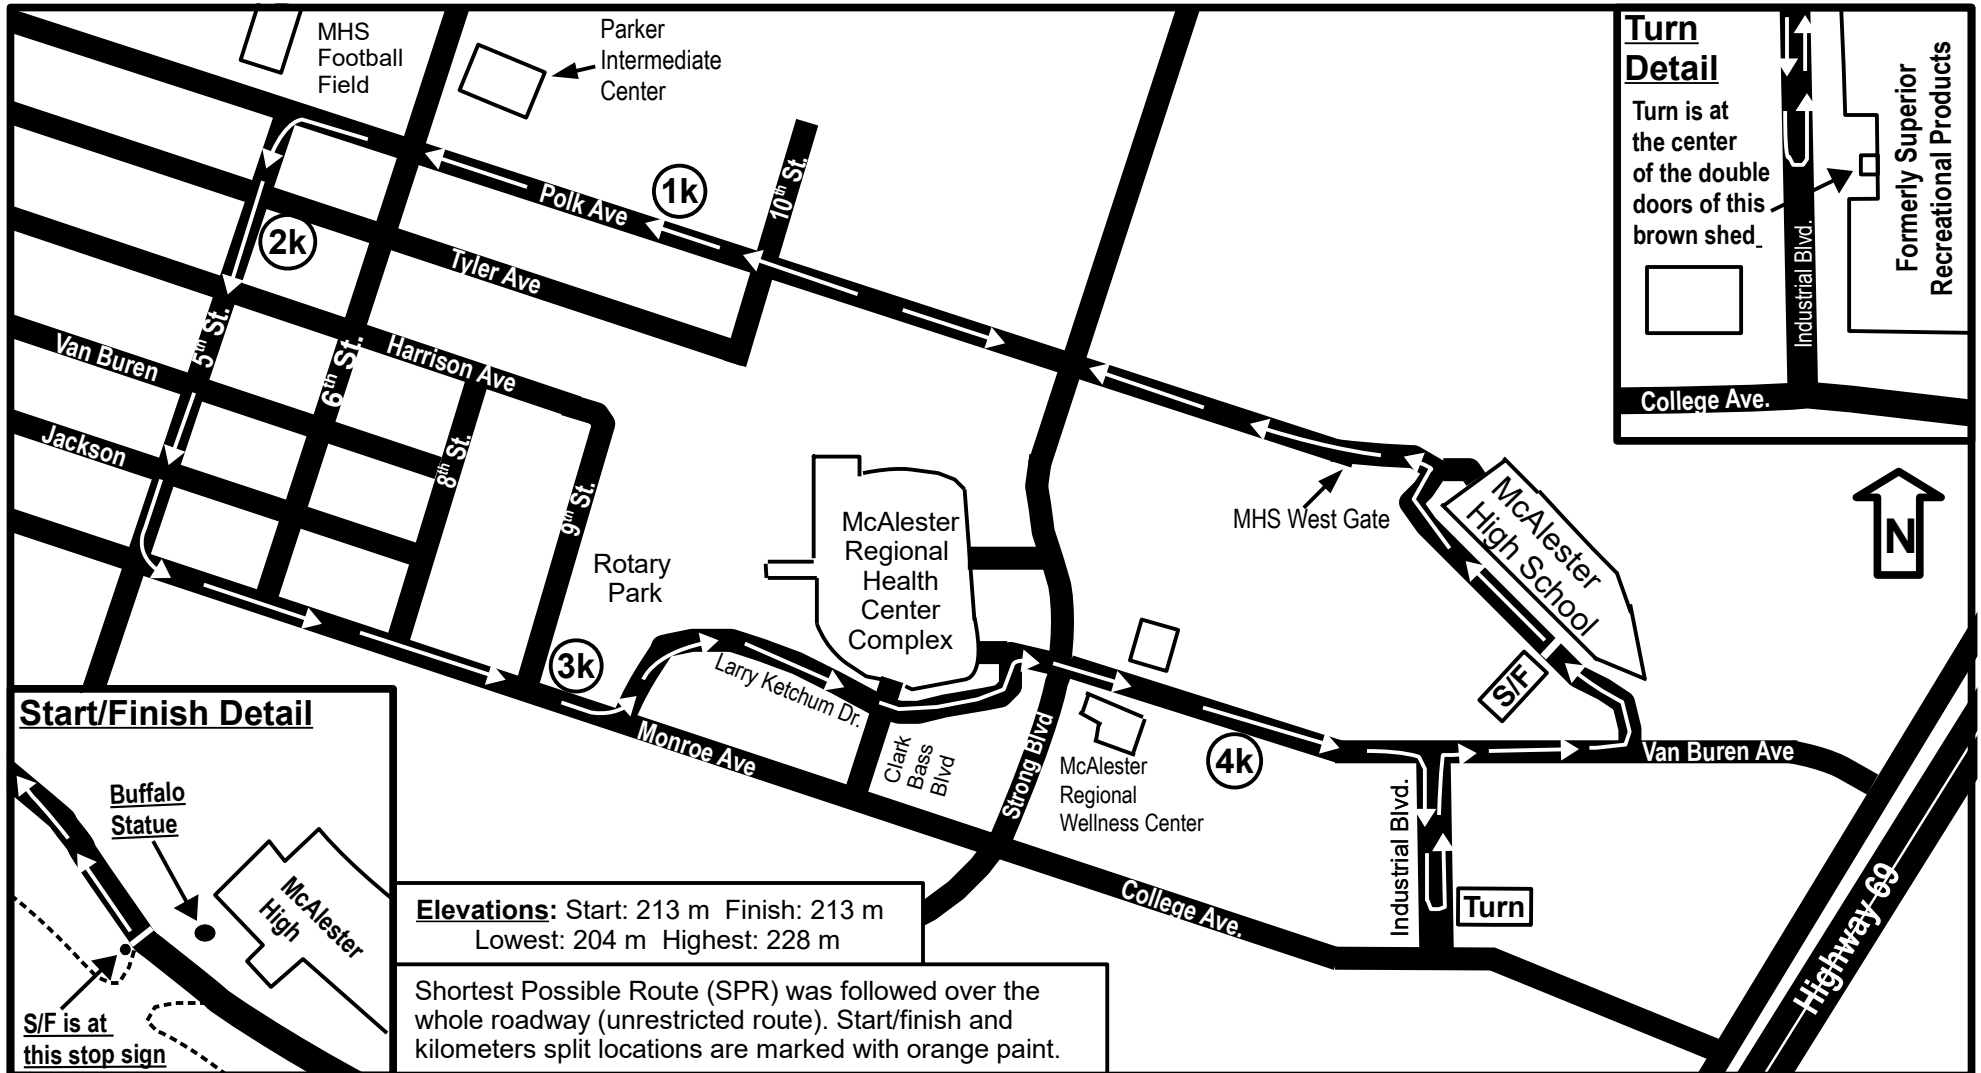 MHS
Football
Field
Parker
Intermediate
Center
Turn
Detail
Turn is at
the center
of the double
doors of this
brown shed
Industrial Blvd.
College Ave.
Formerly Superior
Recreational Products
10th St.
Polk Ave
1k
2k
Tyler Ave
5th St.
6th St.
Harrison Ave
Van Buren
Jackson
8th St.
9th St.
MHS West Gate
McAlester
High School
N
McAlester
Regional
Health
Center
Complex
Rotary
Park
3k
S/F
Larry Ketchum Dr.
Monroe Ave
Clark
Bass
Blvd
Strong Blvd
McAlester
Regional
Wellness Center
4k
Van Buren Ave
Industrial Blvd.
Turn
College Ave.
Highway 69
Start/Finish Detail
Buffalo
Statue
McAlester
High
S/F is at
this stop sign
Elevations: Start: 213 m Finish: 213 m
Lowest: 204 m Highest: 228 m
Shortest Possible Route (SPR) was followed over the
whole roadway (unrestricted route). Start/finish and
kilometers split locations are marked with orange paint.